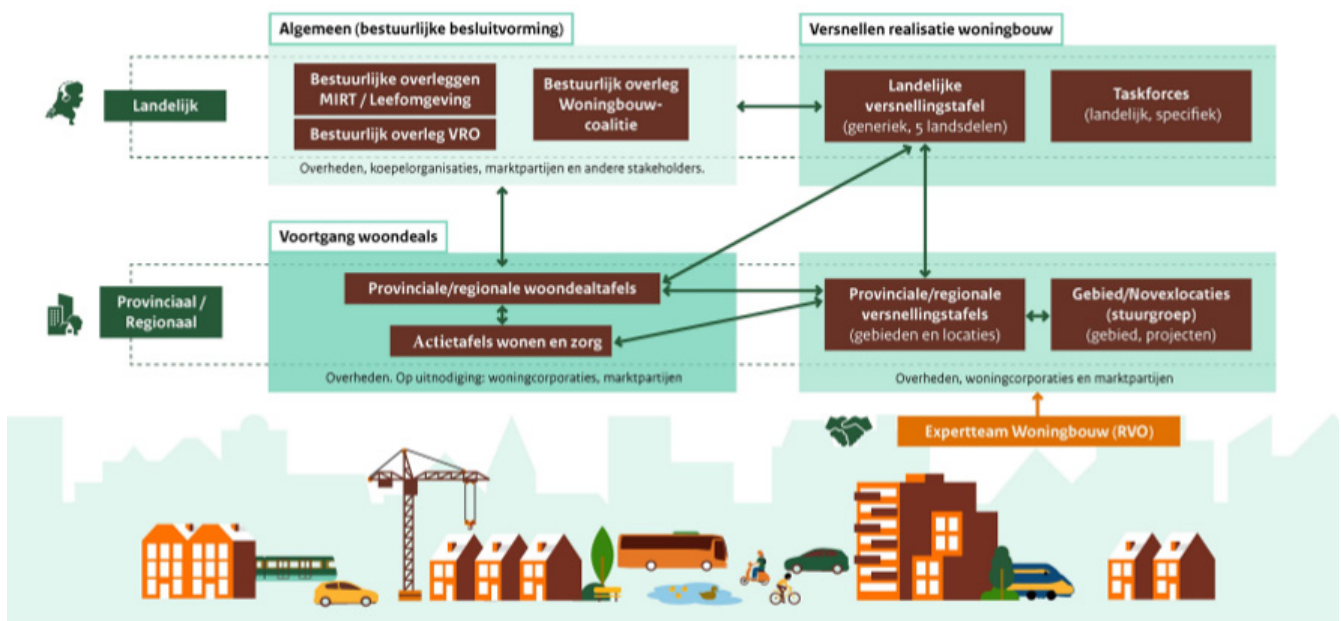 Algemeen (bestuurlijke besluitvorming)
Versnellen realisatie woningbouw
Landelijk
Bestuurlijke overleggen
MIRT / Leefomgeving
Bestuurlijk overleg VRO
Bestuurlijk overleg
Woningbouw-
coalitie
Landelijke
versnellingstafel
(generiek, 5 landsdelen)
Taskforces
(landelijk, specifiek)
Overheden, koepelorganisaties, marktpartijen en andere stakeholders.
Voortgang woondeals
Provinciaal /
Regionaal
Provinciale/regionale woondealtafels
Actietafels wonen en zorg
Overheden. Op uitnodiging: woningcorporaties, marktpartijen
Provinciale/regionale
versnellingstafels
(gebieden en locaties)
Gebied/Novexlocaties
(stuurgroep)
(gebied, projecten)
Overheden, woningcorporaties en marktpartijen
Expertteam Woningbouw (RVO)